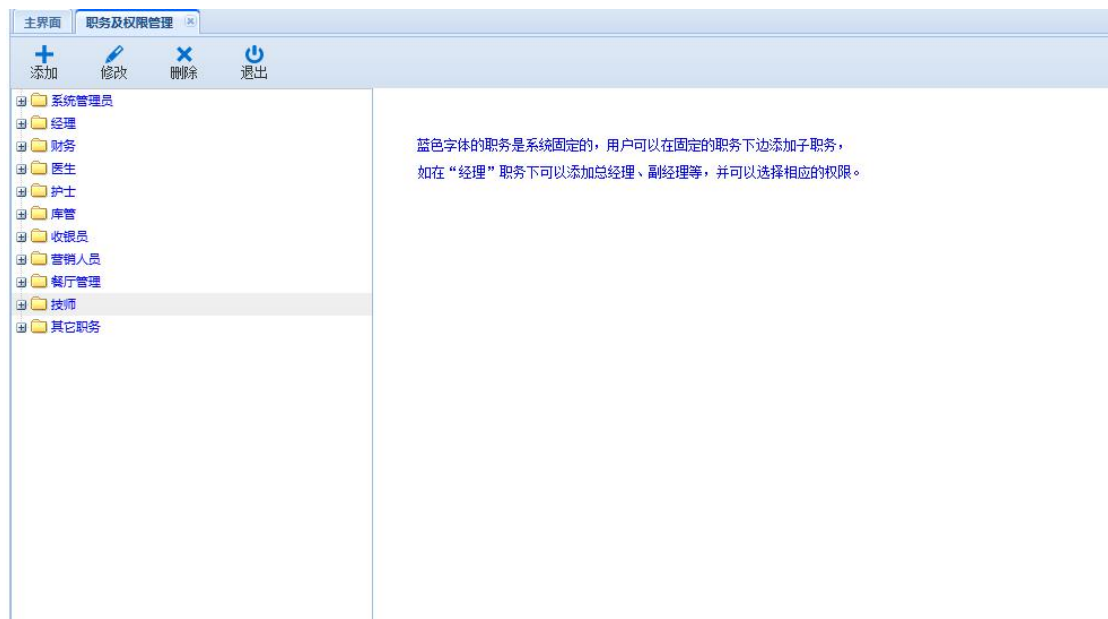 主界面 职务及权限管理
添加 修改 删除 退出
系统管理员
经理
财务
医生
护士
库管
收银员
营销人员
餐厅管理
技师
其它职务
蓝色字体的职务是系统固定的，用户可以在固定的职务下边添加子职务，
如在“经理”职务下可以添加总经理、副经理等，并可以选择相应的权限。